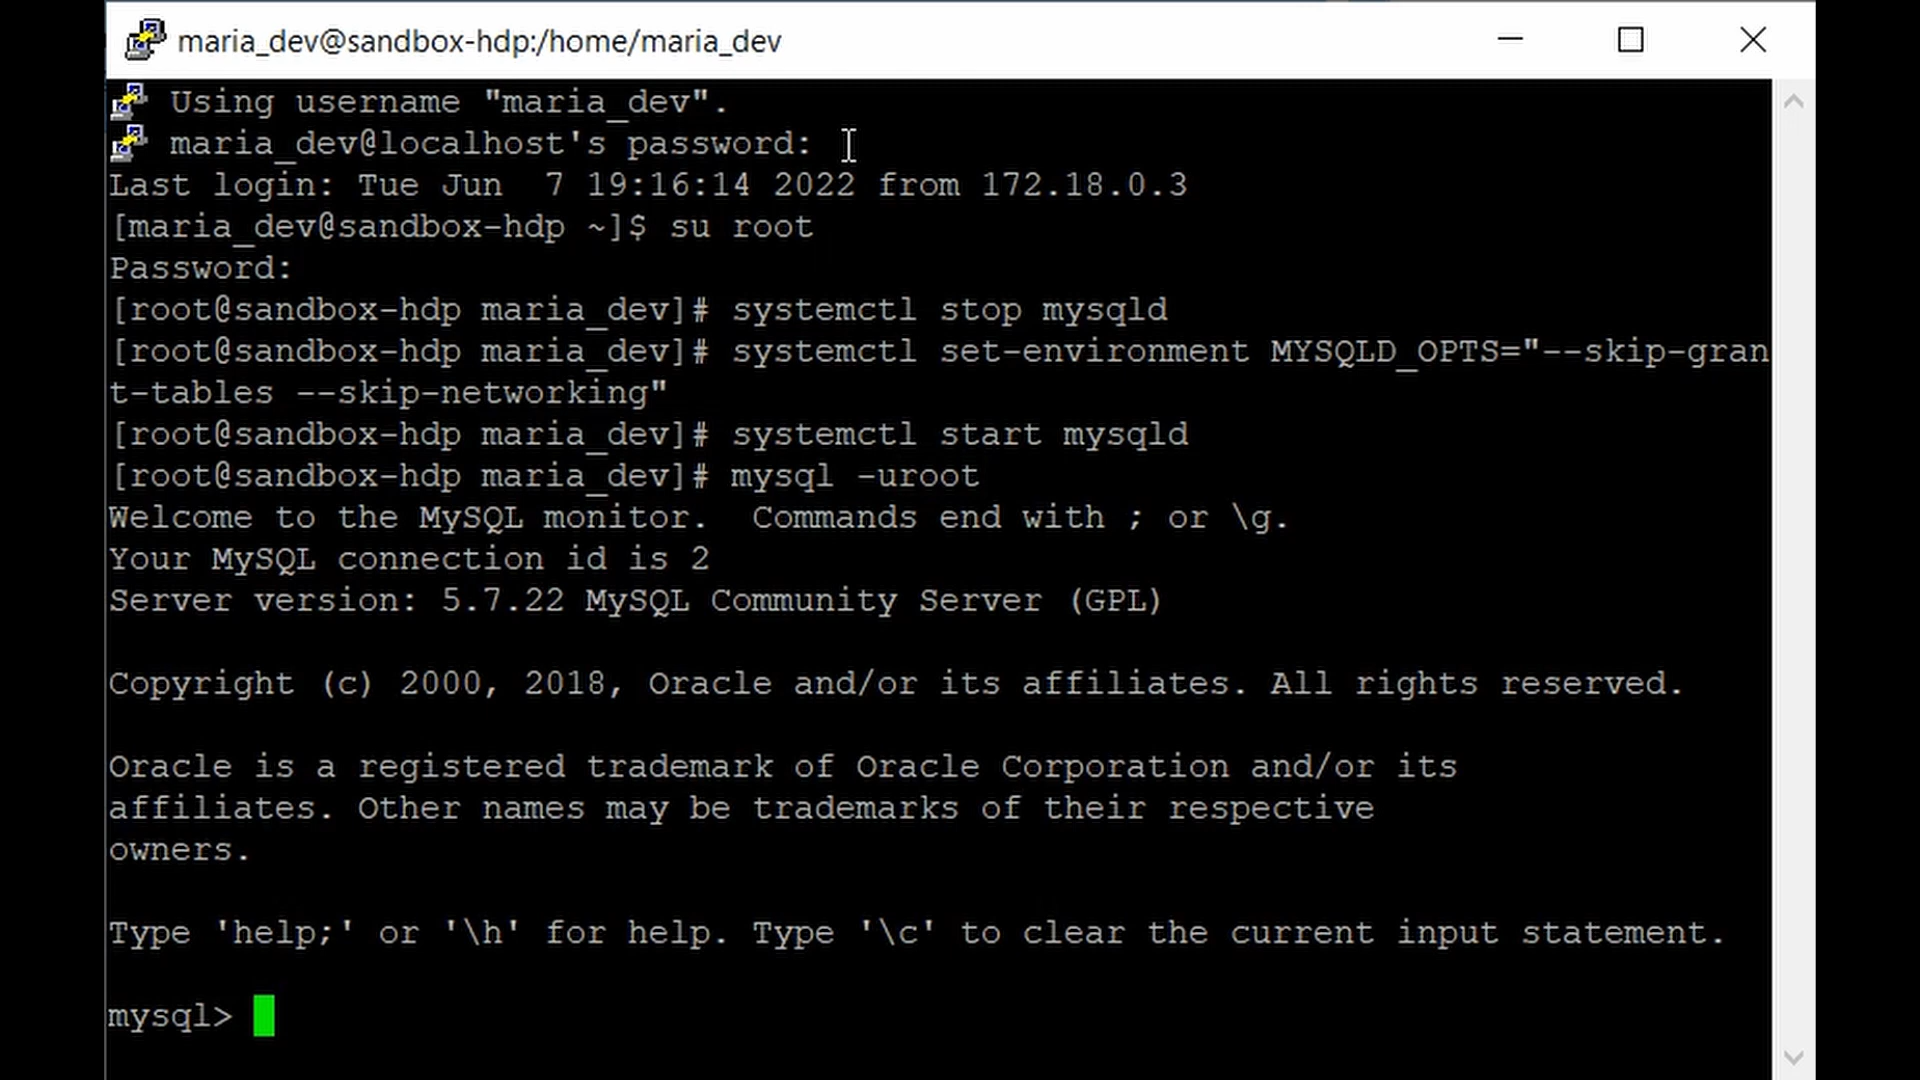 maria_dev@sandbox-hdp:/home/maria_dev
Using username "maria_dev".
maria_dev@localhost's password:
Last login: Tue Jun  7 19:16:14 2022 from 172.18.0.3
[maria_dev@sandbox-hdp ~]$ su root
Password:
[root@sandbox-hdp maria_dev]# systemctl stop mysqld
[root@sandbox-hdp maria_dev]# systemctl set-environment MYSQLD_OPTS="--skip-gran
t-tables --skip-networking"
[root@sandbox-hdp maria_dev]# systemctl start mysqld
[root@sandbox-hdp maria_dev]# mysql -uroot
Welcome to the MySQL monitor.  Commands end with ; or \g.
Your MySQL connection id is 2
Server version: 5.7.22 MySQL Community Server (GPL)
Copyright (c) 2000, 2018, Oracle and/or its affiliates. All rights reserved.
Oracle is a registered trademark of Oracle Corporation and/or its
affiliates. Other names may be trademarks of their respective
owners.
Type 'help;' or '\h' for help. Type '\c' to clear the current input statement.
mysql>